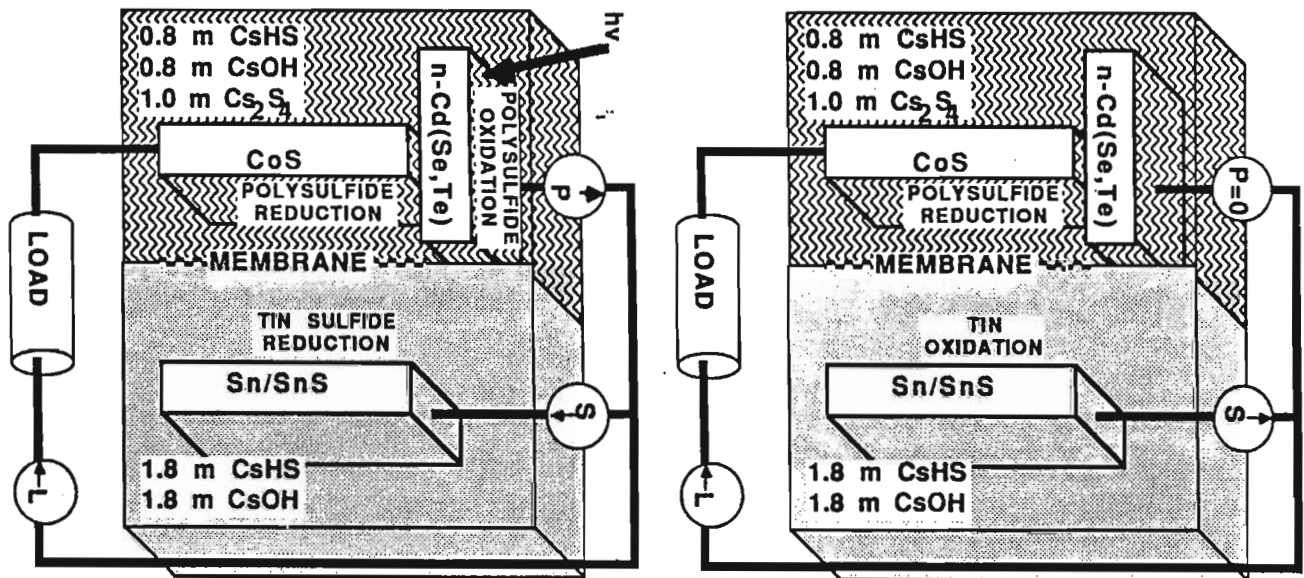 0.8 m CsHS
0.8 m CsOH
1.0 m Cs2S4
hν
n-Cd(Se,Te)
POLYSULFIDE
OXIDATION
CoS
POLYSULFIDE
REDUCTION
P
LOAD
MEMBRANE
TIN SULFIDE
REDUCTION
Sn/SnS
S
1.8 m CsHS
1.8 m CsOH
L
0.8 m CsHS
0.8 m CsOH
1.0 m Cs2S4
n-Cd(Se,Te)
CoS
POLYSULFIDE
REDUCTION
P=0
LOAD
MEMBRANE
TIN
OXIDATION
Sn/SnS
S
1.8 m CsHS
1.8 m CsOH
L